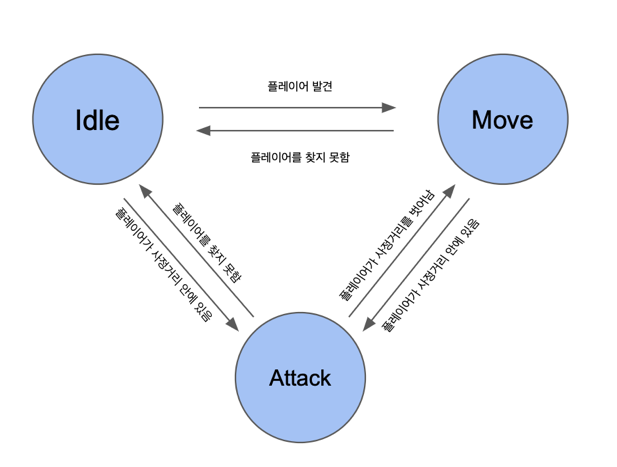 플레이어 발견
Idle
Move
플레이어를 찾지 못함
플레이어를 찾지 못함
플레이어가 사정거리 안에 있음
플레이어가 사정거리를 벗어남
플레이어가 사정거리 안에 있음
Attack